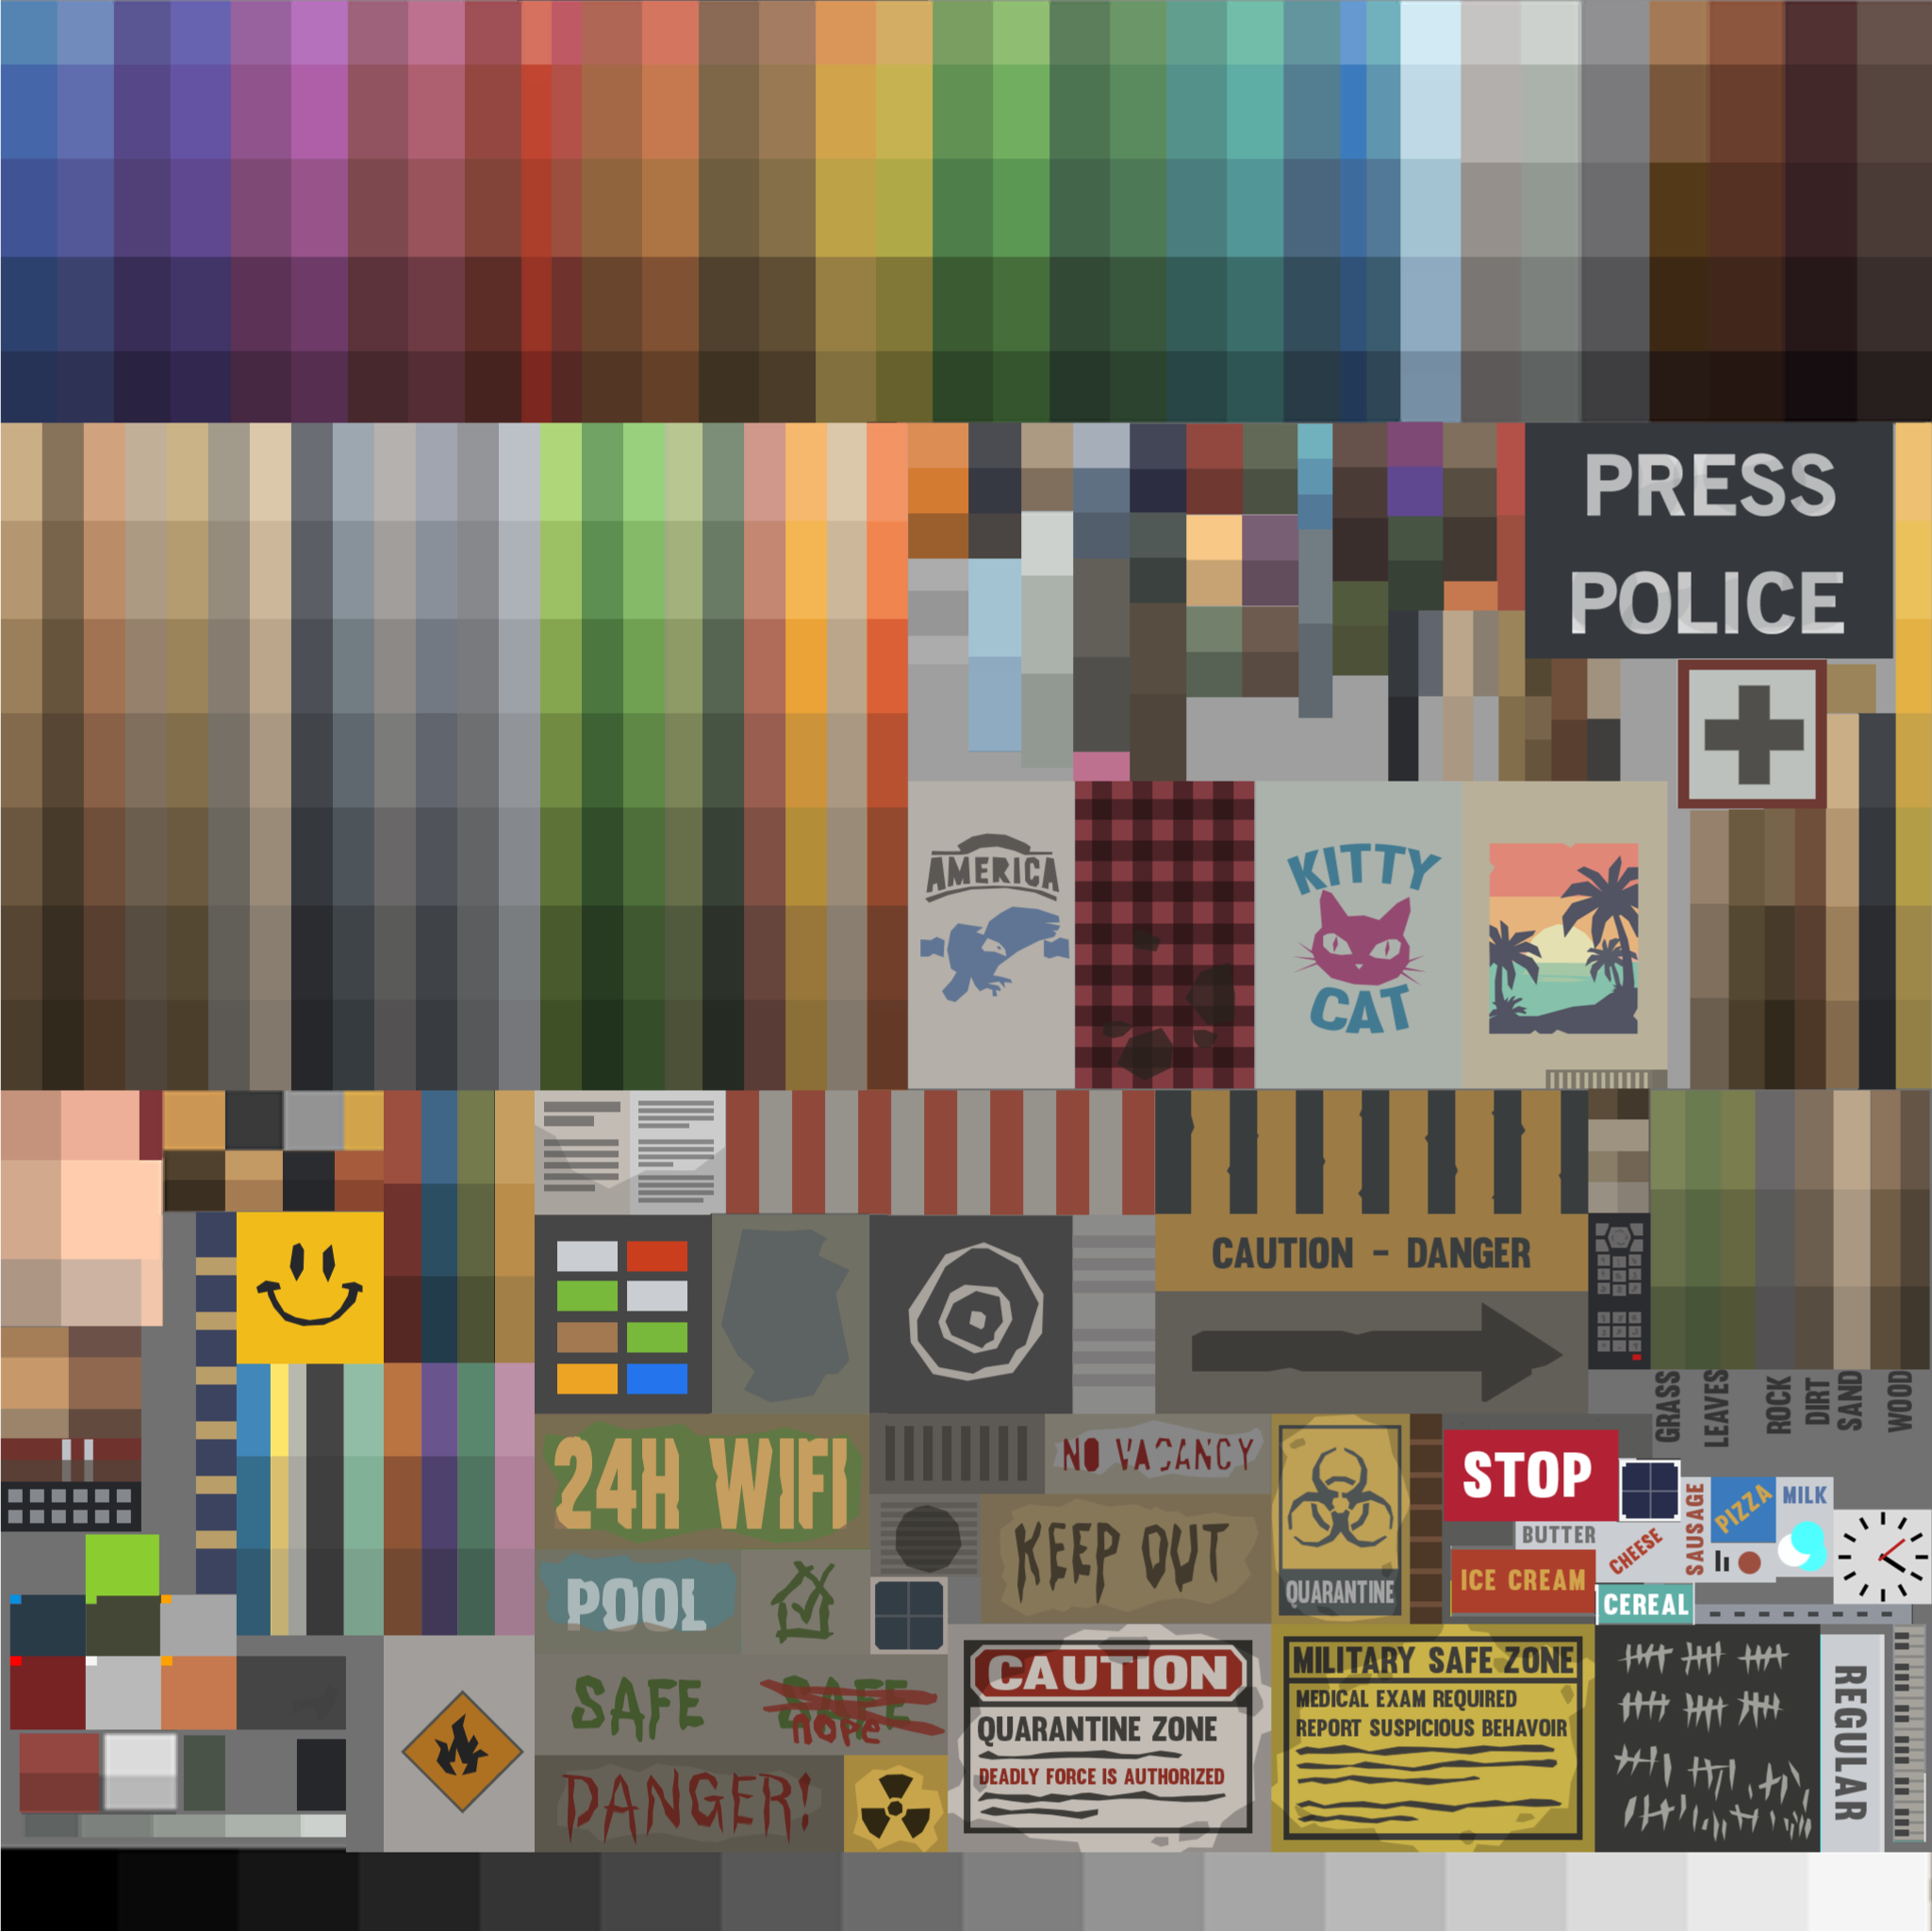 PRESS
POLICE
AMERICA
KITTY
CAT
CAUTION - DANGER
GRASS
LEAVES
ROCK
DIRT
SAND
WOOD
24H WIFI
NO VACANCY
STOP
SAUSAGE
PIZZA
MILK
BUTTER
CHEESE
KEEP OUT
QUARANTINE
ICE CREAM
CEREAL
POOL
SAFE
SAFE
nope
CAUTION
QUARANTINE ZONE
DEADLY FORCE IS AUTHORIZED
MILITARY SAFE ZONE
MEDICAL EXAM REQUIRED
REPORT SUSPICIOUS BEHAVOIR
REGULAR
DANGER!